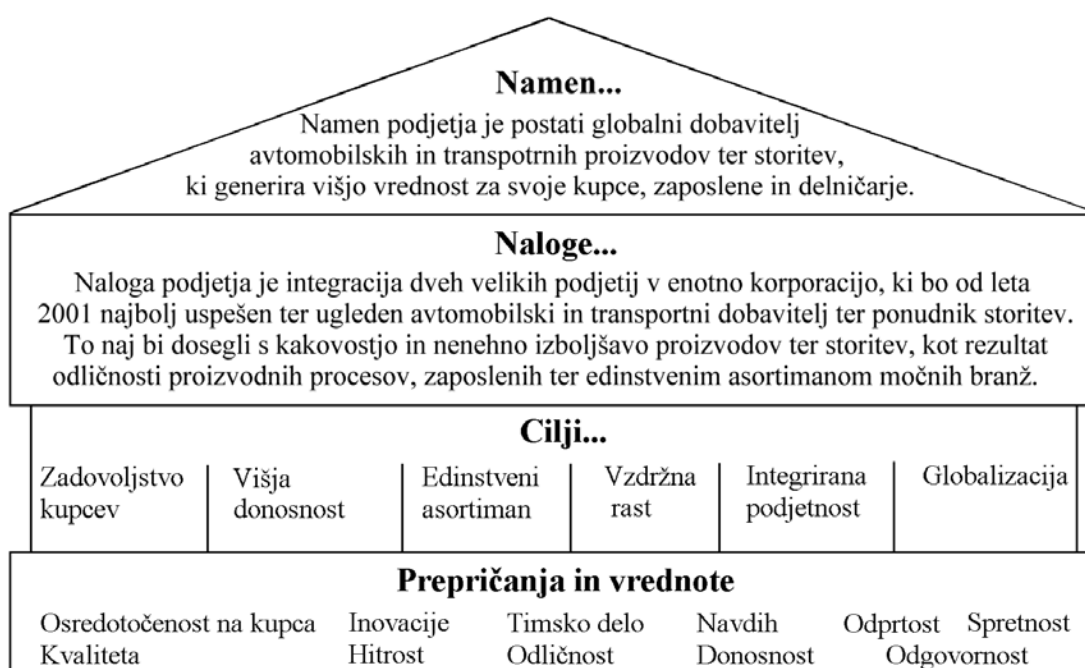 Namen...
Namen podjetja je postati globalni dobavitelj
avtomobilskih in transpotrnih proizvodov ter storitev,
ki generira višjo vrednost za svoje kupce, zaposlene in delničarje.
Naloge...
Naloga podjetja je integracija dveh velikih podjetij v enotno korporacijo, ki bo od leta
2001 najbolj uspešen ter ugleden avtomobilski in transportni dobavitelj ter ponudnik storitev.
To naj bi dosegli s kakovostjo in nenehno izboljšavo proizvodov ter storitev, kot rezultat
odličnosti proizvodnih procesov, zaposlenih ter edinstvenim asortimanom močnih branž.
Cilji...
Zadovoljstvo
kupcev
Višja
donosnost
Edinstveni
asortiman
Vzdržna
rast
Integrirana
podjetnost
Globalizacija
Prepričanja in vrednote
Osredotočenost na kupca Inovacije Timsko delo Navdih Odprtost Spretnost
Kvaliteta Hitrost Odličnost Donosnost Odgovornost